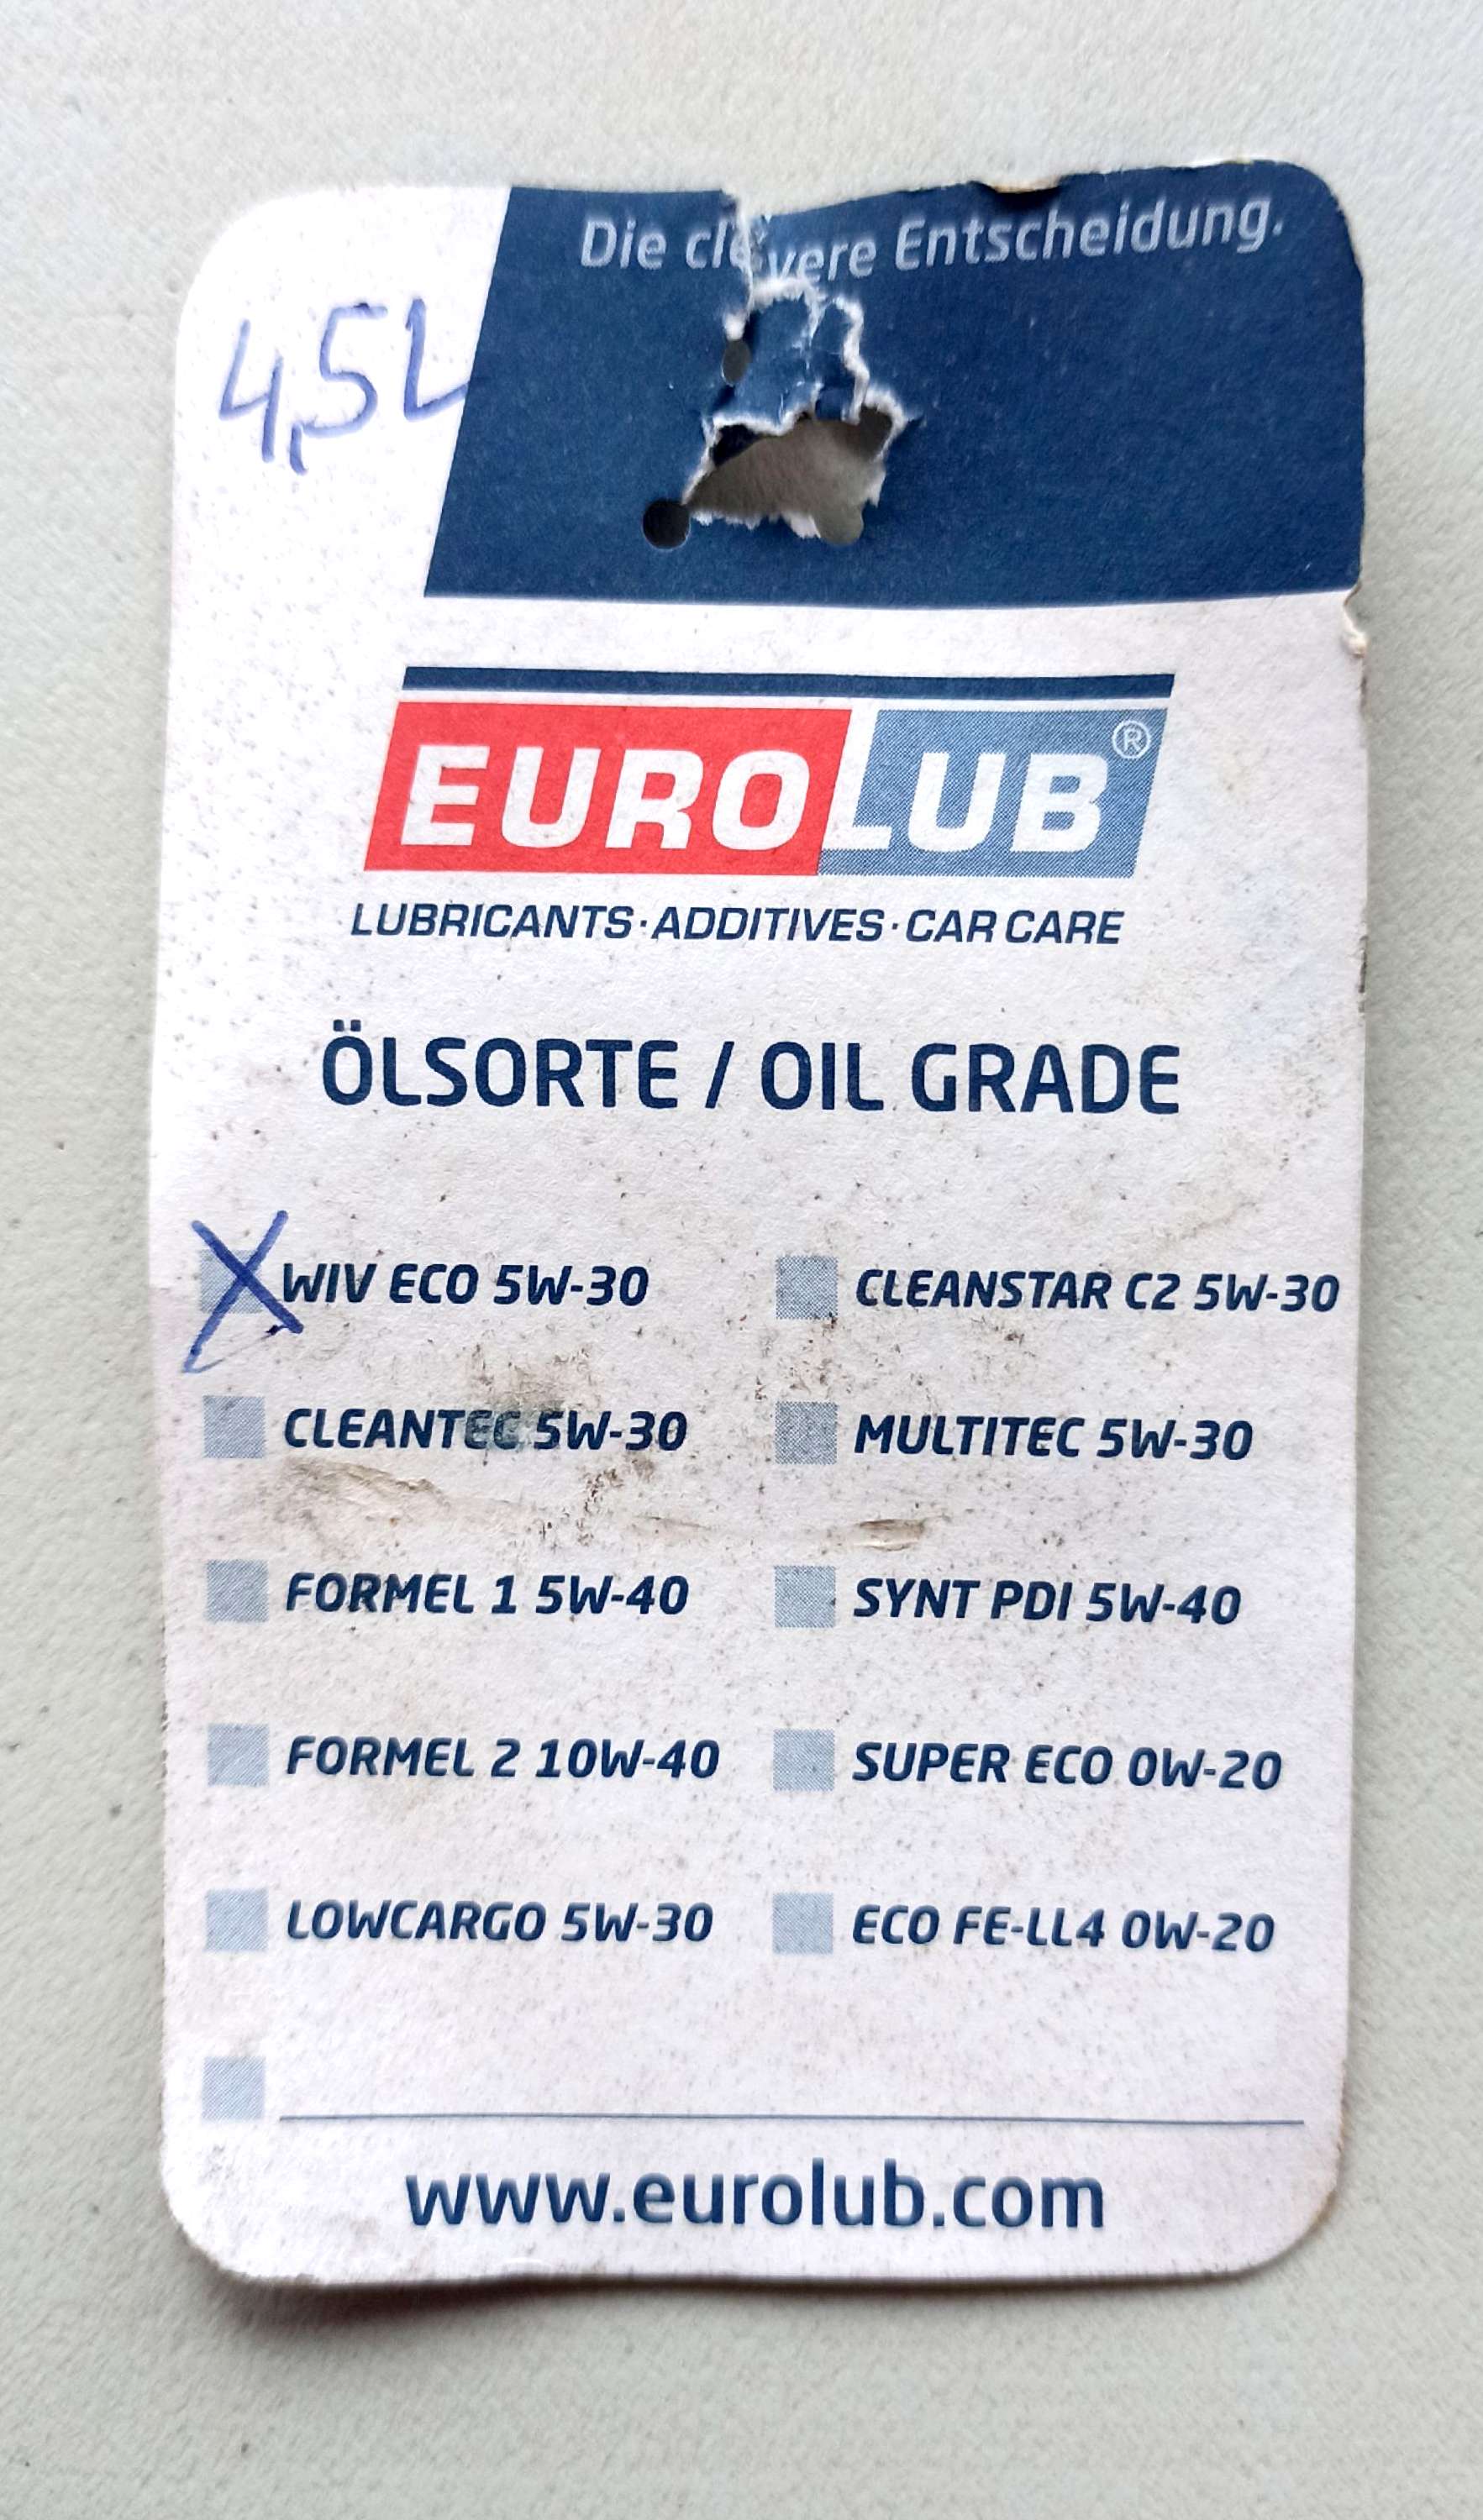 Die clevere Entscheidung.
4,5L
EUROLUB®
LUBRICANTS·ADDITIVES·CAR CARE
ÖLSORTE / OIL GRADE
X WIV ECO 5W-30
CLEANSTAR C2 5W-30
CLEANTEC 5W-30
MULTITEC 5W-30
FORMEL 1 5W-40
SYNT PDI 5W-40
FORMEL 2 10W-40
SUPER ECO 0W-20
LOWCARGO 5W-30
ECO FE-LL4 0W-20
www.eurolub.com